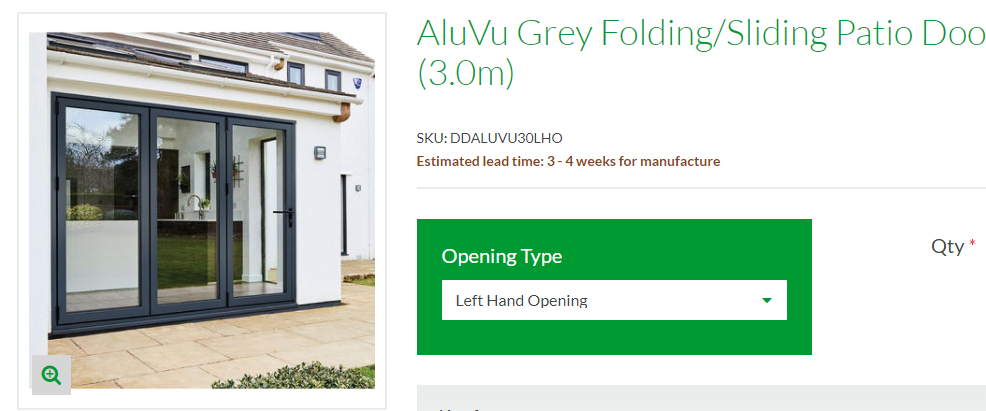 AluVu Grey Folding/Sliding Patio Doo
(3.0m)
SKU: DDALUVU30LHO
Estimated lead time: 3 - 4 weeks for manufacture
Opening Type
Qty *
Left Hand Opening